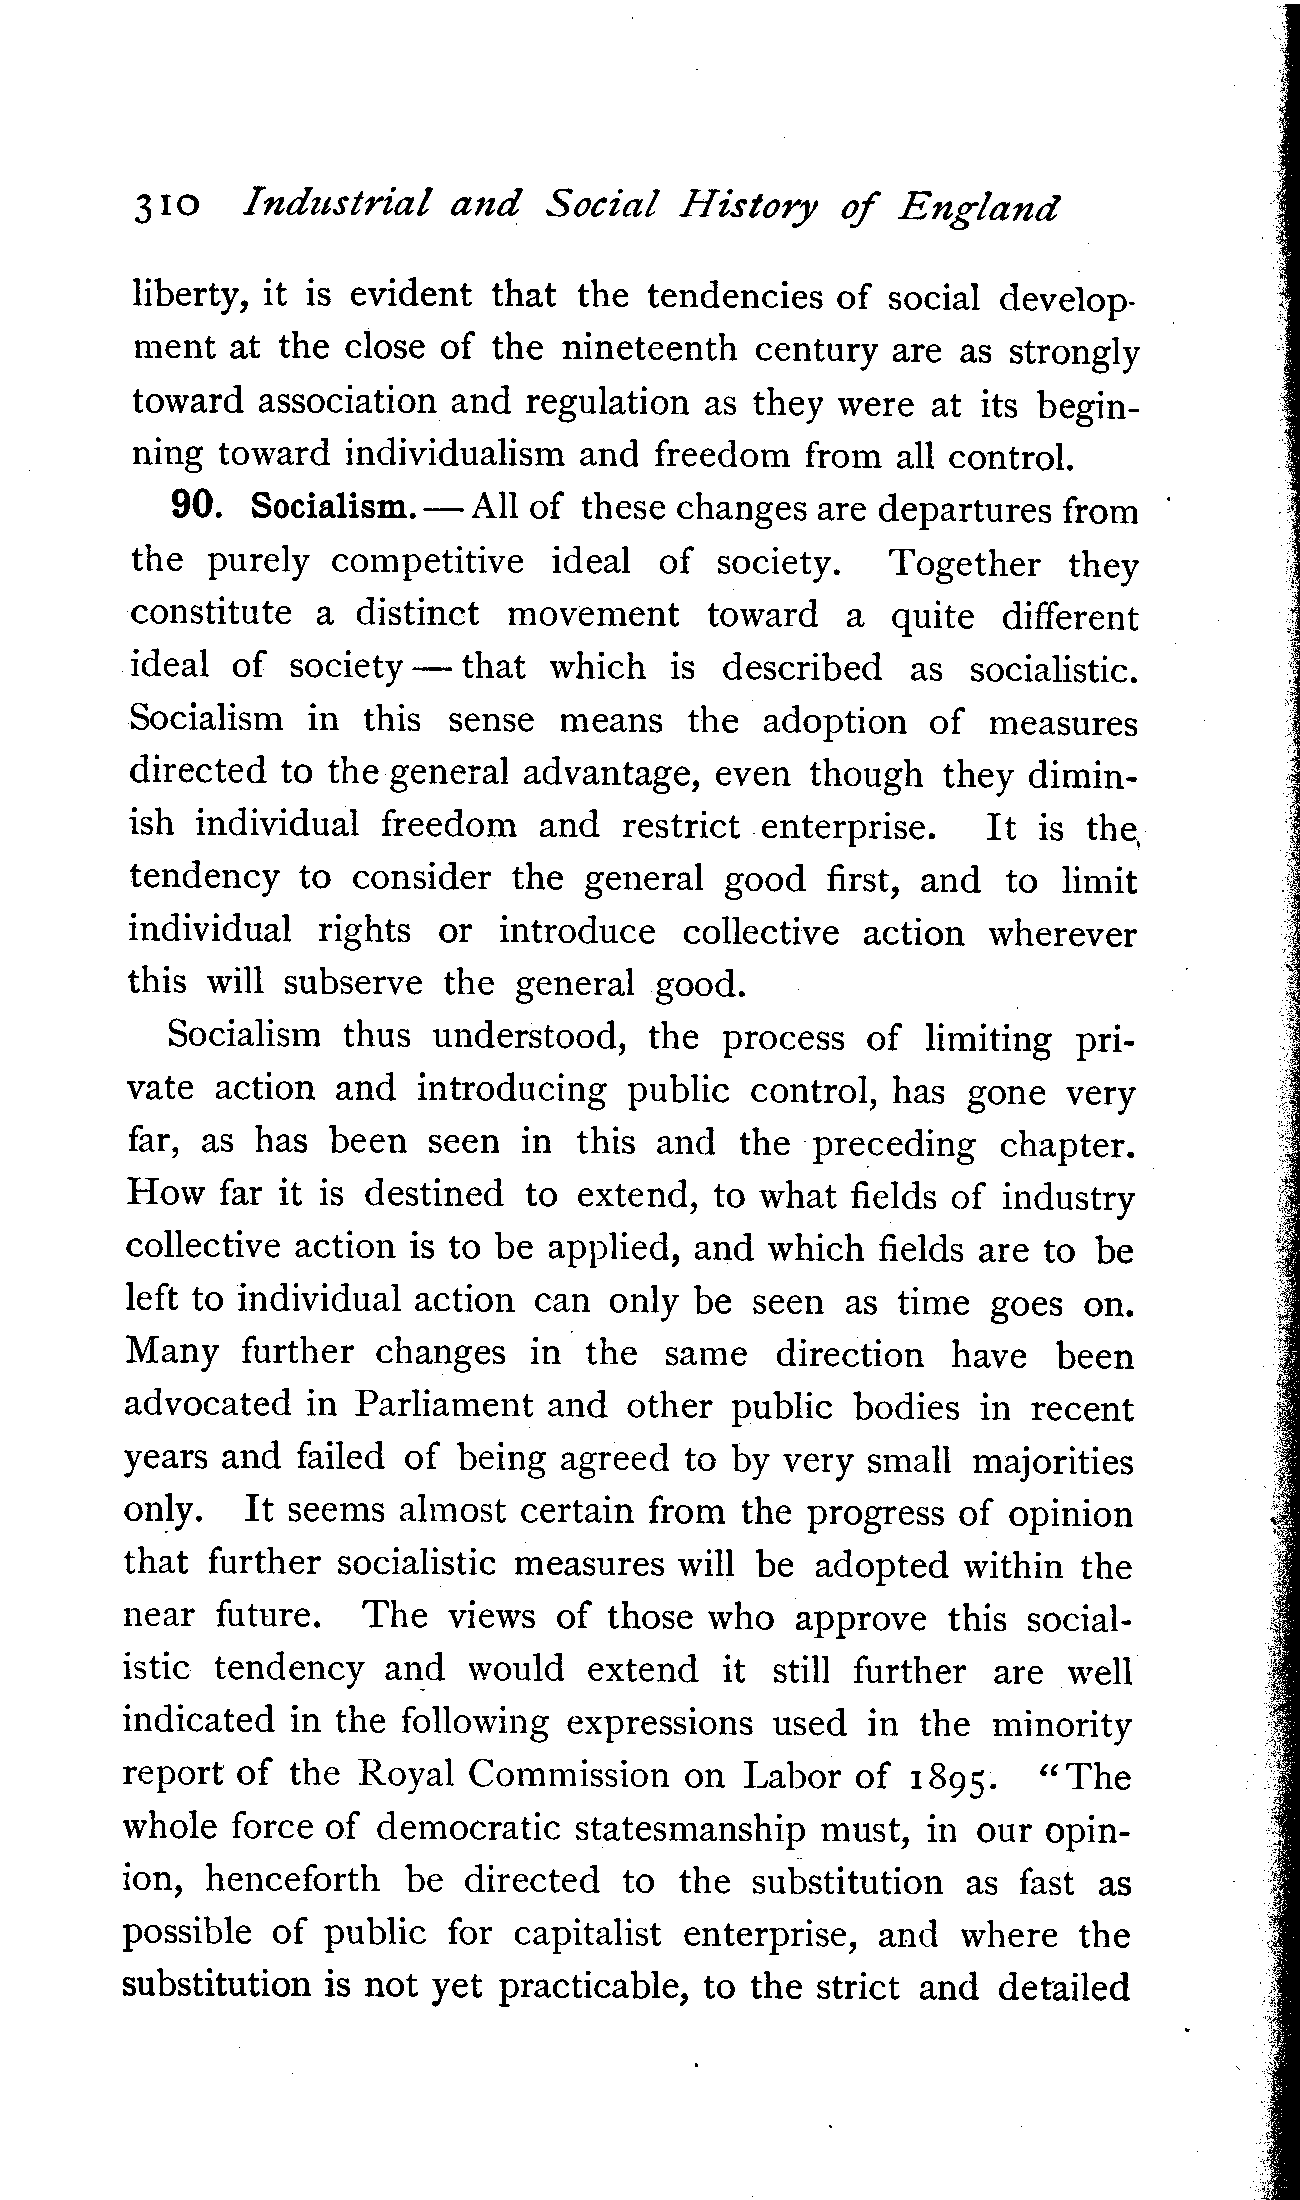 310 Industrial and Social History of England
liberty, it is evident that the tendencies of social develop-
ment at the close of the nineteenth century are as strongly
toward association and regulation as they were at its begin-
ning toward individualism and freedom from all control.
90. Socialism. — All of these changes are departures from
the purely competitive ideal of society. Together they
constitute a distinct movement toward a quite different
ideal of society — that which is described as socialistic.
Socialism in this sense means the adoption of measures
directed to the general advantage, even though they dimin-
ish individual freedom and restrict enterprise. It is the
tendency to consider the general good first, and to limit
individual rights or introduce collective action wherever
this will subserve the general good.
Socialism thus understood, the process of limiting pri-
vate action and introducing public control, has gone very
far, as has been seen in this and the preceding chapter.
How far it is destined to extend, to what fields of industry
collective action is to be applied, and which fields are to be
left to individual action can only be seen as time goes on.
Many further changes in the same direction have been
advocated in Parliament and other public bodies in recent
years and failed of being agreed to by very small majorities
only. It seems almost certain from the progress of opinion
that further socialistic measures will be adopted within the
near future. The views of those who approve this social-
istic tendency and would extend it still further are well
indicated in the following expressions used in the minority
report of the Royal Commission on Labor of 1895. "The
whole force of democratic statesmanship must, in our opin-
ion, henceforth be directed to the substitution as fast as
possible of public for capitalist enterprise, and where the
substitution is not yet practicable, to the strict and detailed